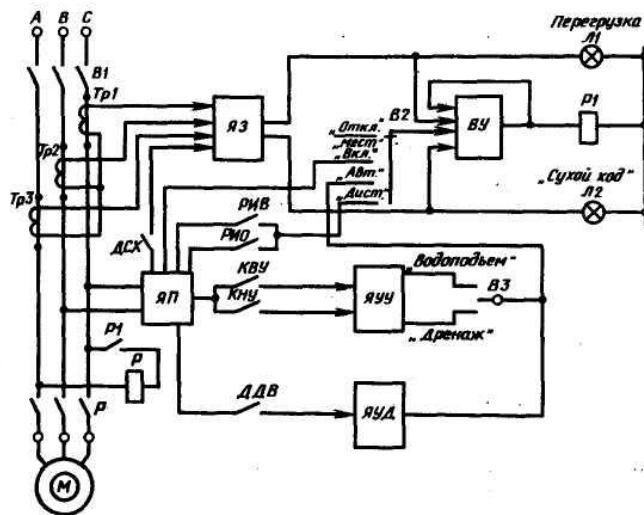 А В С
Перегрузка
Л1
В1
Тр1
ЯЗ
В2
„Откл."
„Мест"
„Вкл."
„Авт."
„Дист."
ВУ
Р1
Тр2
Тр3
„Сухой ход"
Л2
ДСХ
РИВ
РИО
ЯП
КВУ
КНУ
ЯУУ
„Водоподъем"
В3
„Дренаж"
Р1
Р
ДДВ
ЯУД
Р
М